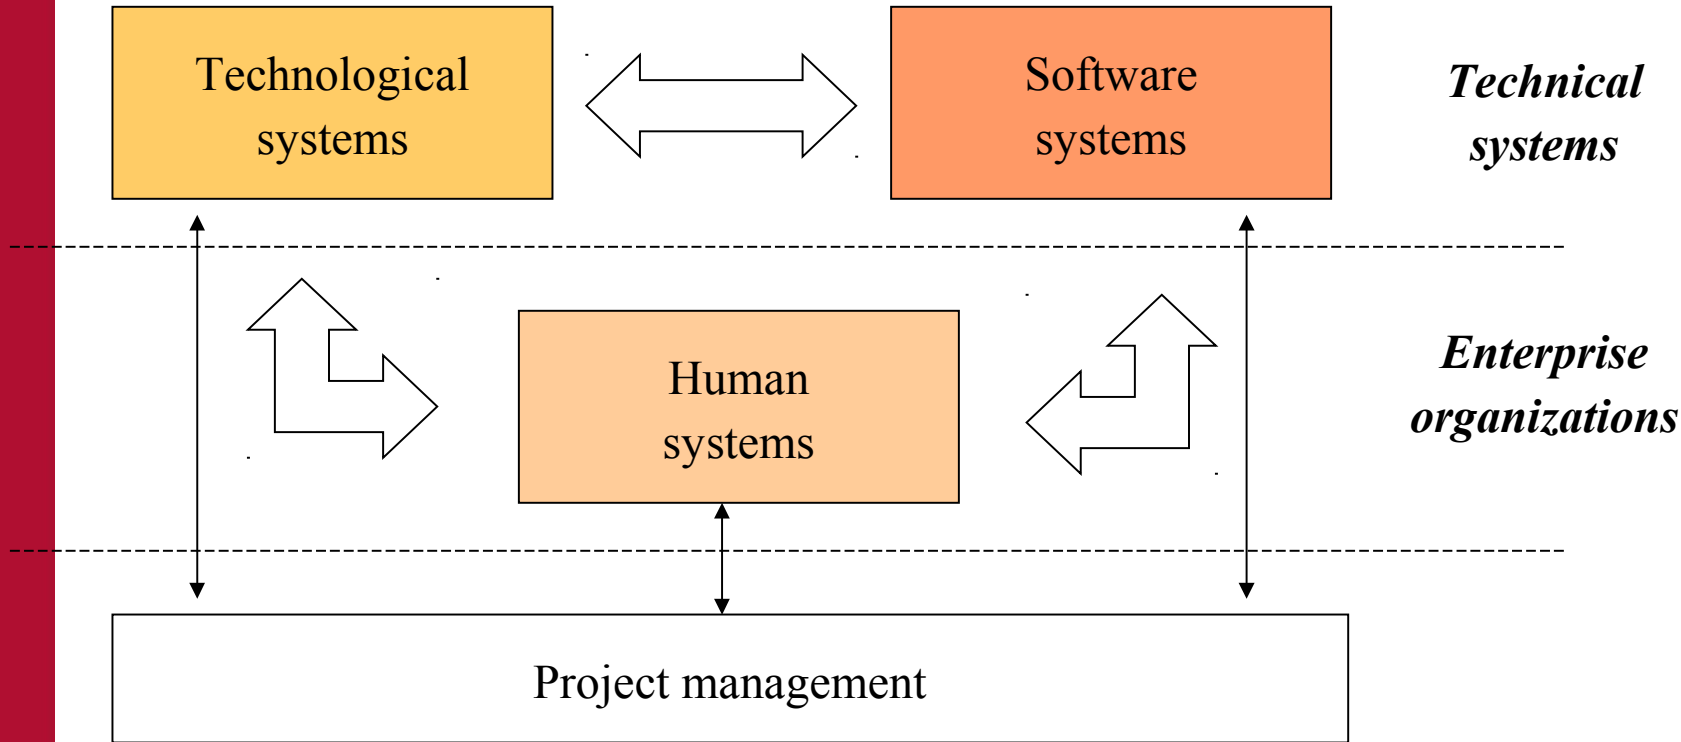 Technological
systems
Software
systems
Technical
systems
Human
systems
Enterprise
organizations
Project management